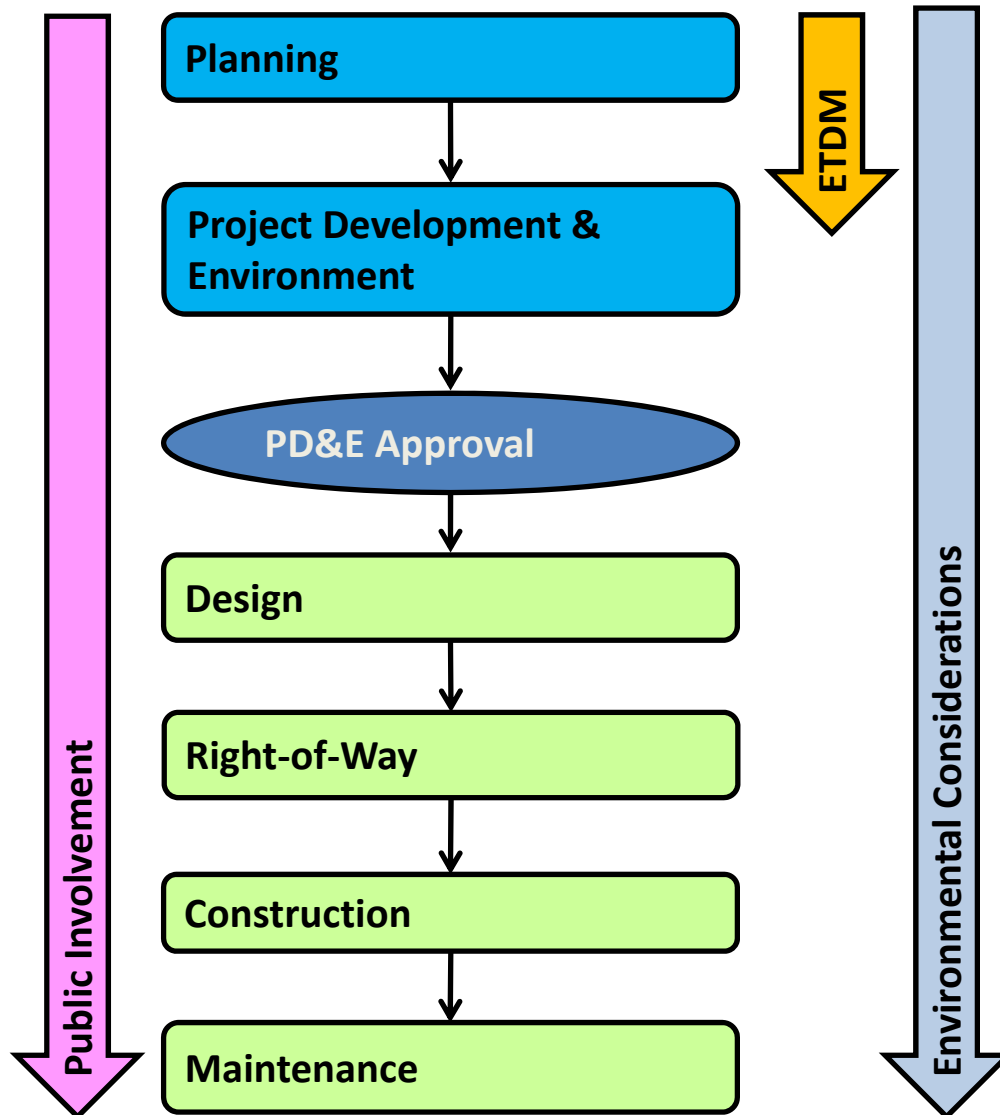 Planning
ETDM
Project Development &
Environment
PD&E Approval
Design
Right-of-Way
Construction
Maintenance
Public Involvement
Environmental Considerations